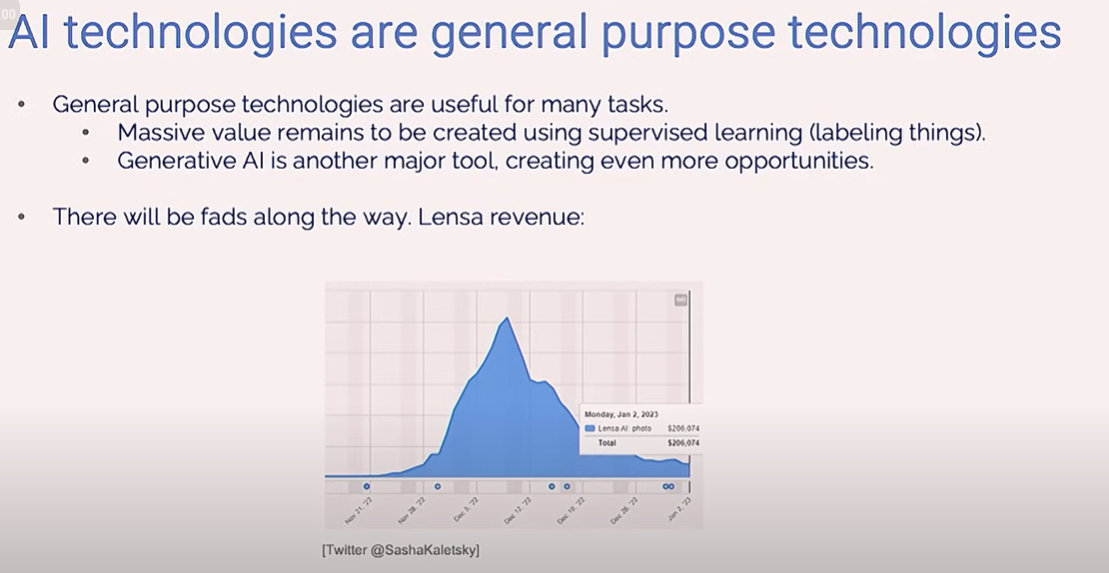 00
AI technologies are general purpose technologies
• General purpose technologies are useful for many tasks.
• Massive value remains to be created using supervised learning (labeling things).
• Generative AI is another major tool, creating even more opportunities.
• There will be fads along the way. Lensa revenue:
Monday, Jan 2, 2023
Lensa AI: photo $206,074
Total $206,074
Nov 21, '22 Nov 28, '22 Dec 5, '22 Dec 12, '22 Dec 19, '22 Dec 26, '22 Jan 2, '23
[Twitter @SashaKaletsky]